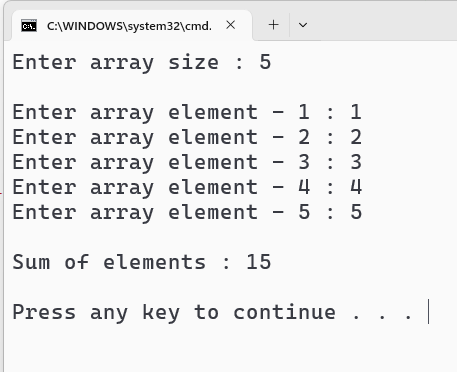 C:\WINDOWS\system32\cmd.
Enter array size : 5
Enter array element - 1 : 1
Enter array element - 2 : 2
Enter array element - 3 : 3
Enter array element - 4 : 4
Enter array element - 5 : 5
Sum of elements : 15
Press any key to continue . . .